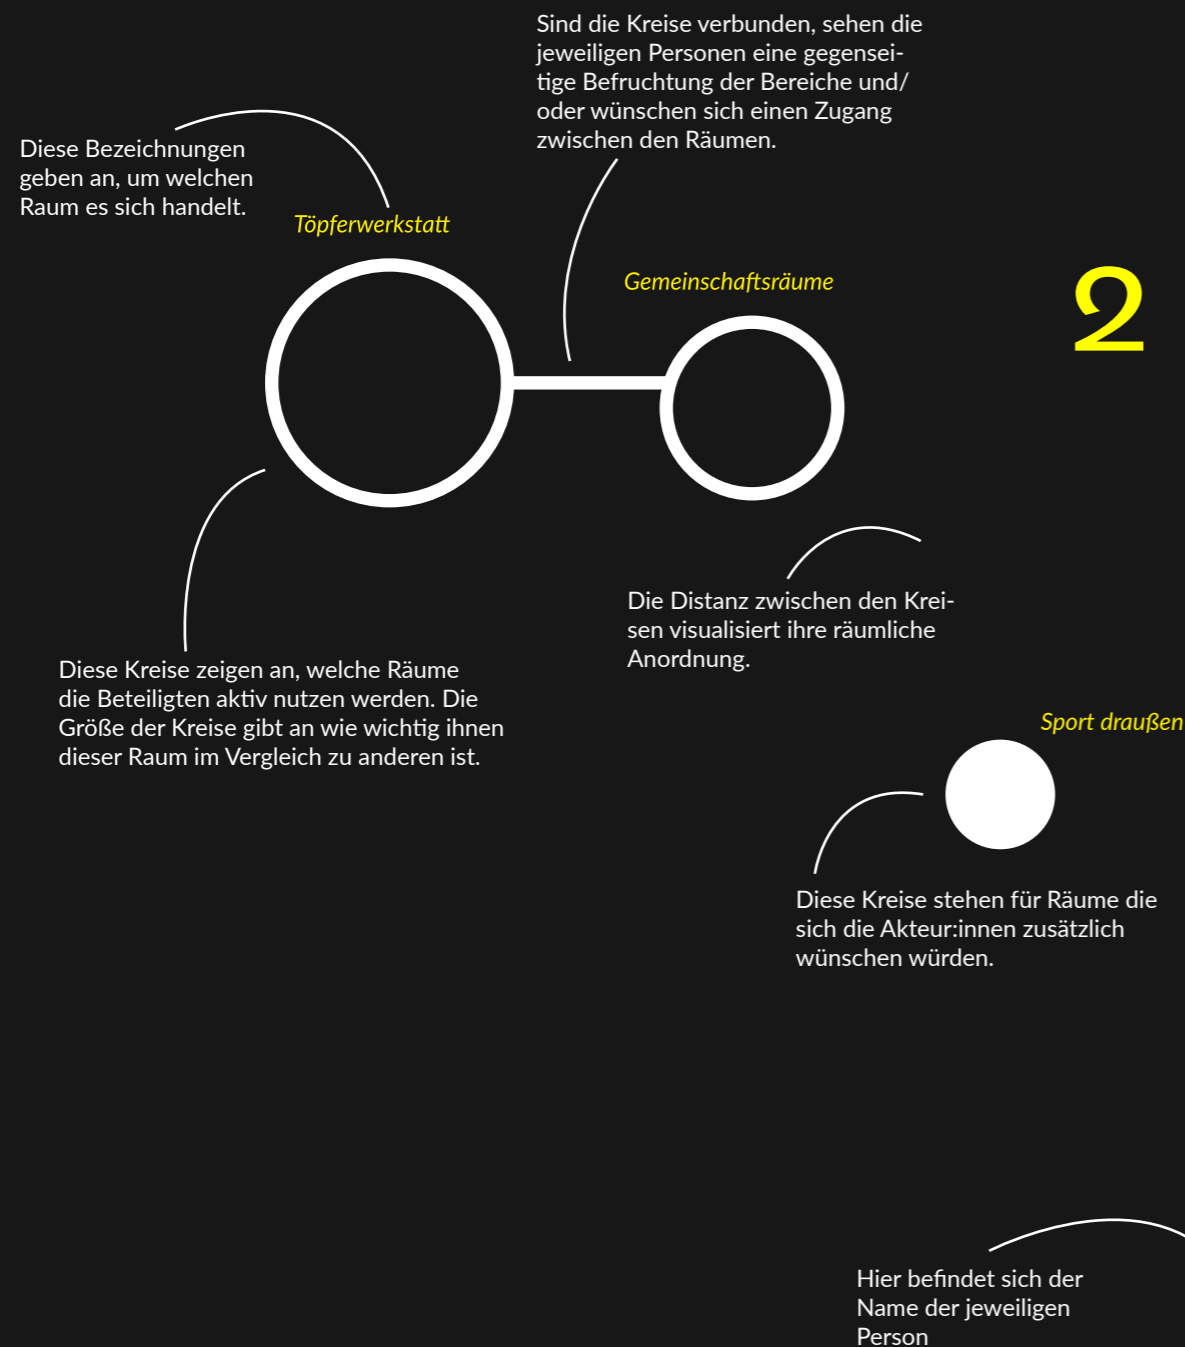 Sind die Kreise verbunden, sehen die
jeweiligen Personen eine gegensei-
tige Befruchtung der Bereiche und/
oder wünschen sich einen Zugang
zwischen den Räumen.
Diese Bezeichnungen
geben an, um welchen
Raum es sich handelt.
Töpferwerkstatt
Gemeinschaftsräume
2
Die Distanz zwischen den Krei-
sen visualisiert ihre räumliche
Anordnung.
Diese Kreise zeigen an, welche Räume
die Beteiligten aktiv nutzen werden. Die
Größe der Kreise gibt an wie wichtig ihnen
dieser Raum im Vergleich zu anderen ist.
Sport draußen
Diese Kreise stehen für Räume die
sich die Akteur:innen zusätzlich
wünschen würden.
Hier befindet sich der
Name der jeweiligen
Person